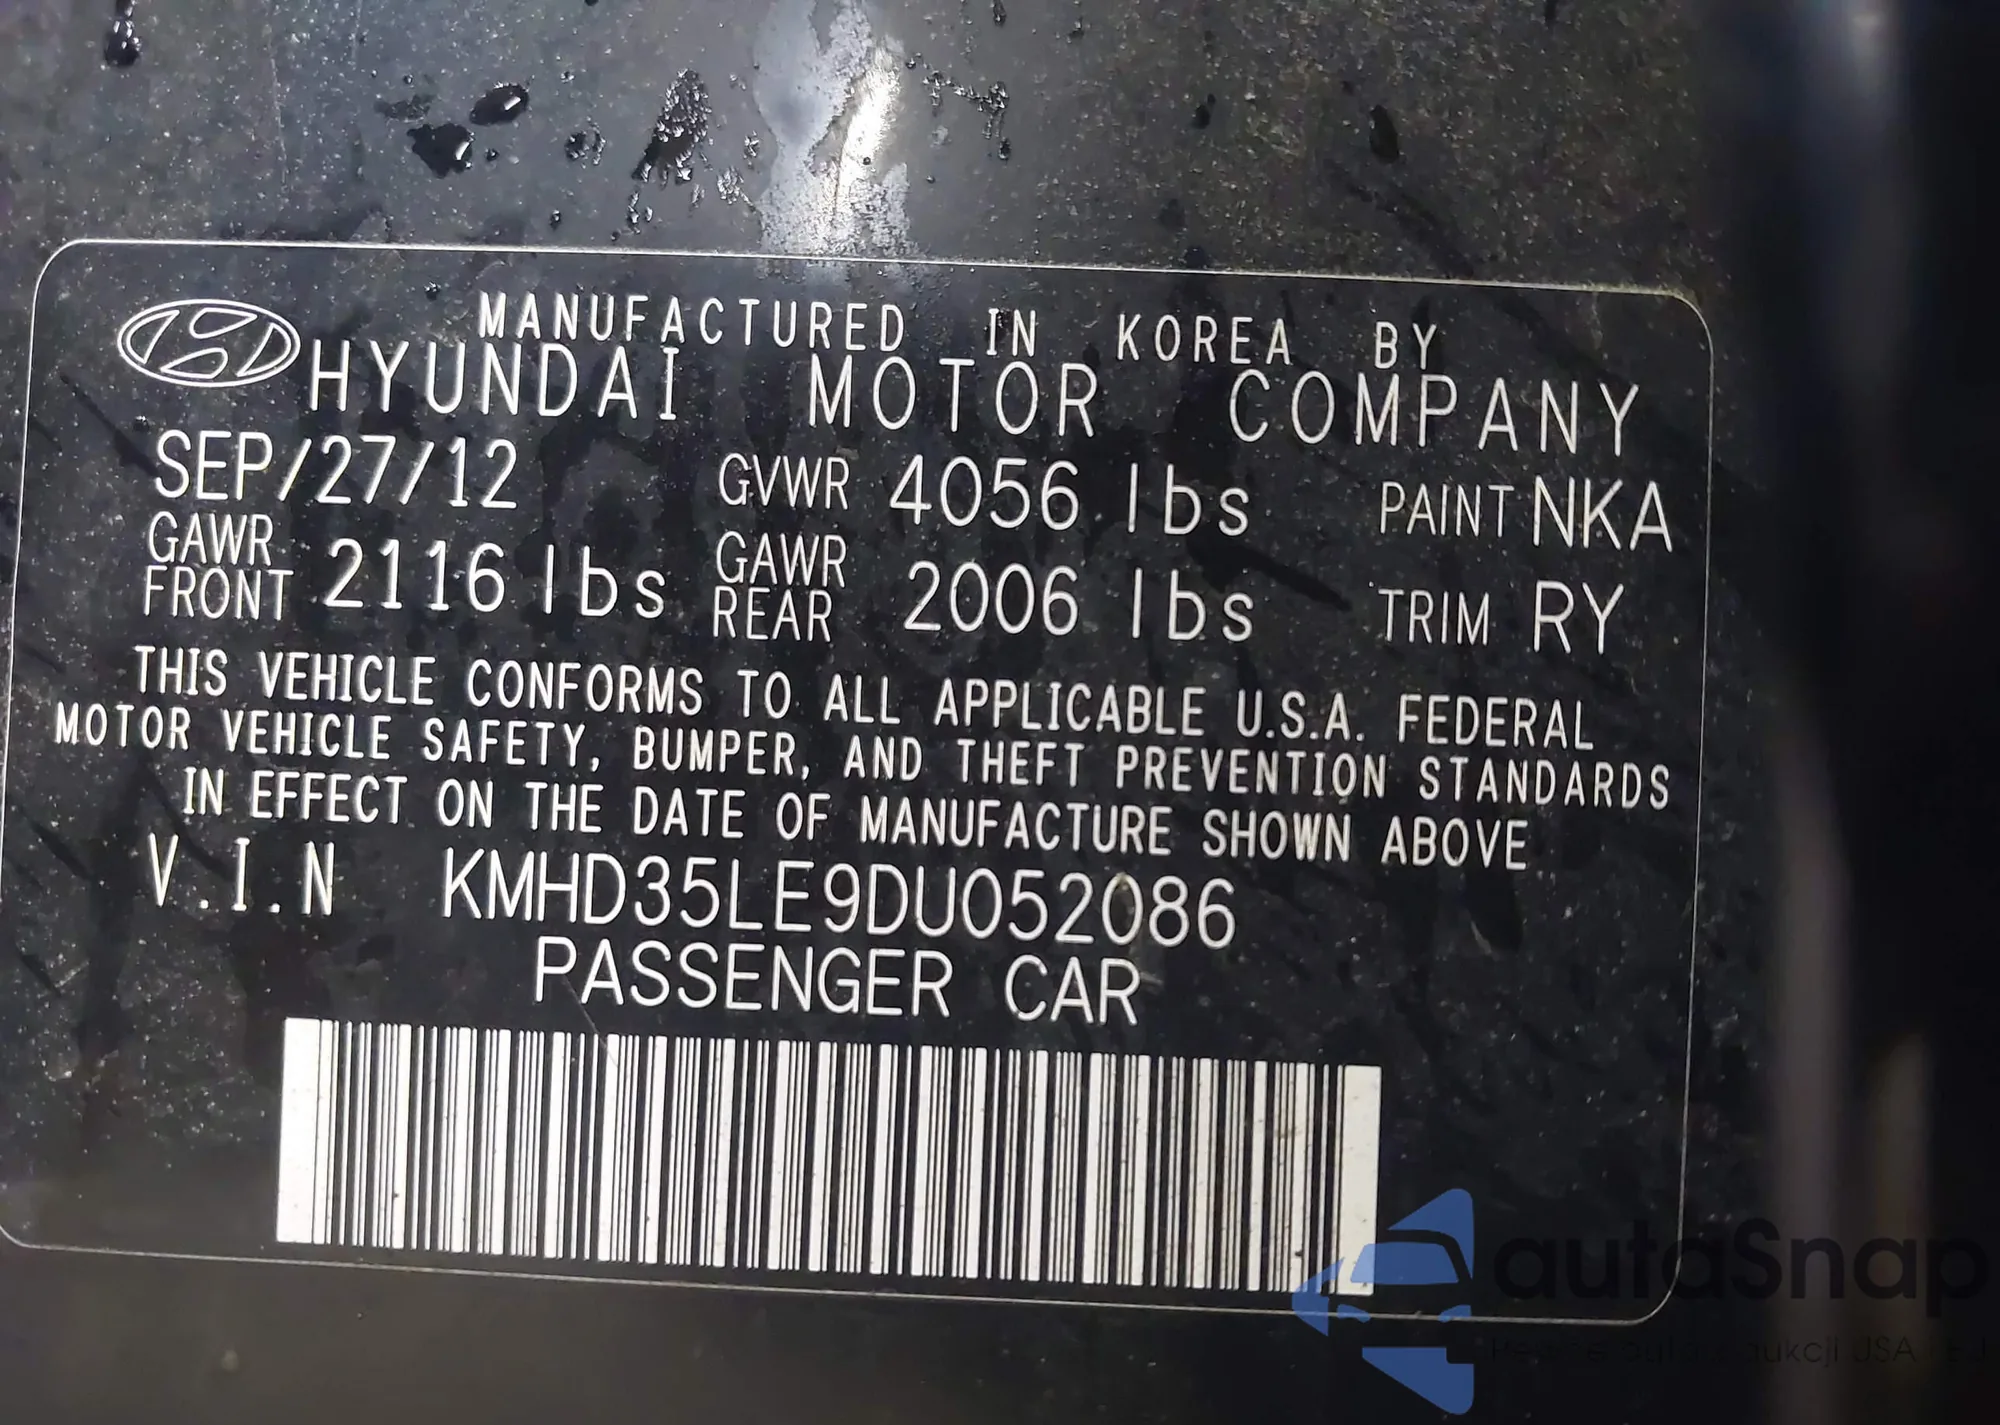 MANUFACTURED IN KOREA BY
HYUNDAI MOTOR COMPANY
SEP/27/12 GVWR 4056 lbs PAINT NKA
GAWR FRONT 2116 lbs GAWR REAR 2006 lbs TRIM RY
THIS VEHICLE CONFORMS TO ALL APPLICABLE U.S.A. FEDERAL
MOTOR VEHICLE SAFETY, BUMPER, AND THEFT PREVENTION STANDARDS
IN EFFECT ON THE DATE OF MANUFACTURE SHOWN ABOVE
V.I.N KMHD35LE9DU052086
PASSENGER CAR
autaSnap
USA